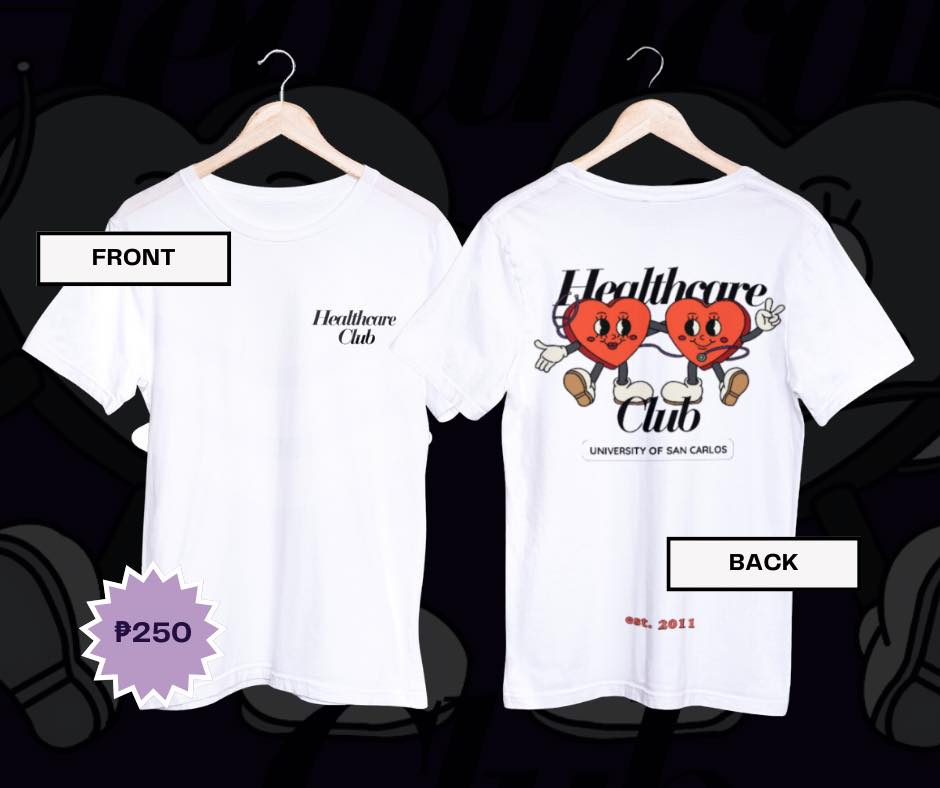 FRONT
Healthcare
Club
₱250
Healthcare
Club
UNIVERSITY OF SAN CARLOS
BACK
est. 2011